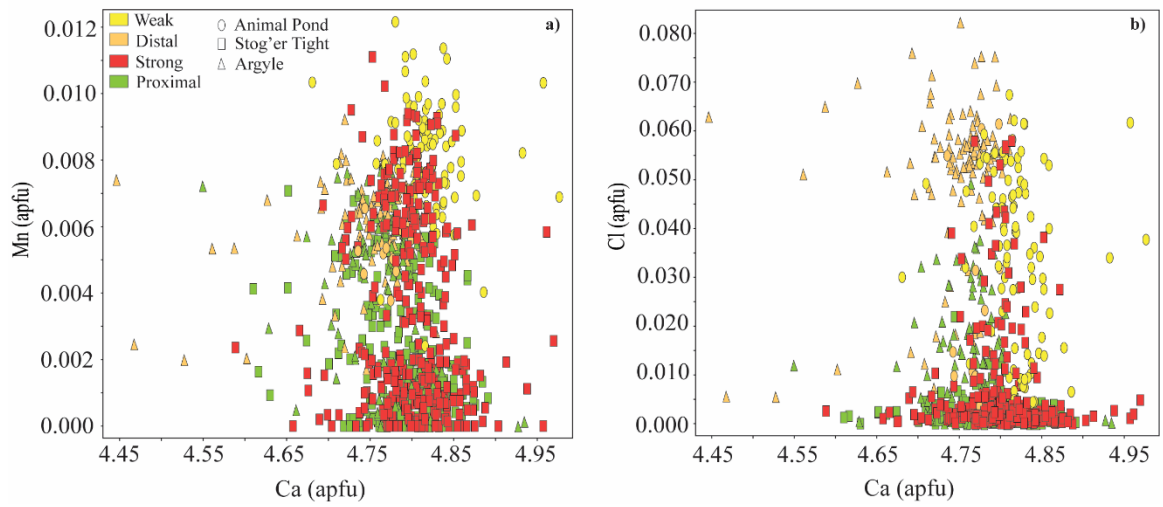 a)
Weak
Distal
Strong
Proximal
Animal Pond
Stog'er Tight
Argyle
Mn (apfu)
0.012
0.010
0.008
0.006
0.004
0.002
0.000
4.45
4.55
4.65
4.75
4.85
4.95
Ca (apfu)
b)
Cl (apfu)
0.080
0.070
0.060
0.050
0.040
0.030
0.020
0.010
0.000
4.45
4.55
4.65
4.75
4.85
4.95
Ca (apfu)